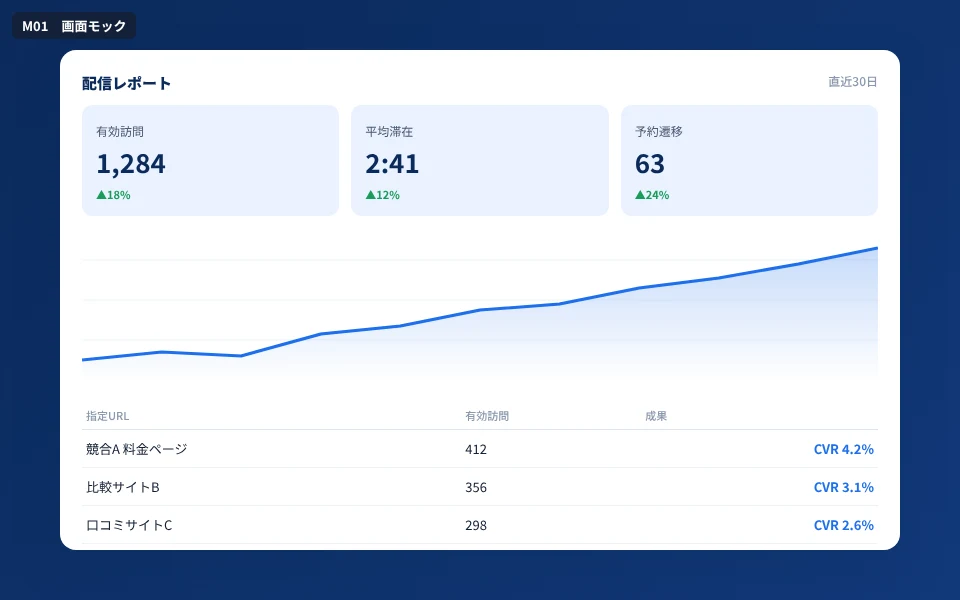 M01 画面モック
配信レポート
直近30日
有効訪問
1,284
▲18%
平均滞在
2:41
▲12%
予約遷移
63
▲24%
指定URL 有効訪問 成果
競合A 料金ページ 412 CVR 4.2%
比較サイトB 356 CVR 3.1%
口コミサイトC 298 CVR 2.6%